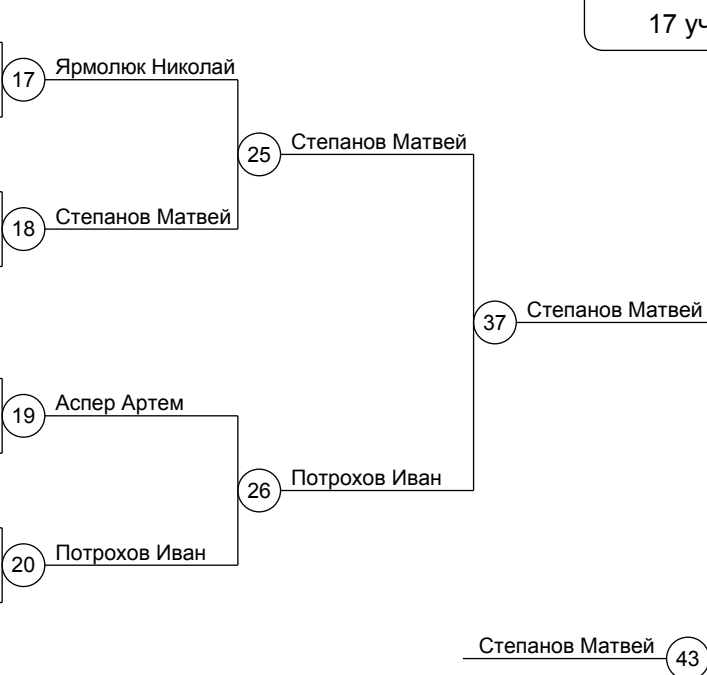 17 уч
17 Ярмолюк Николай
25 Степанов Матвей
18 Степанов Матвей
37 Степанов Матвей
19 Аспер Артем
26 Потрохов Иван
20 Потрохов Иван
Степанов Матвей 43